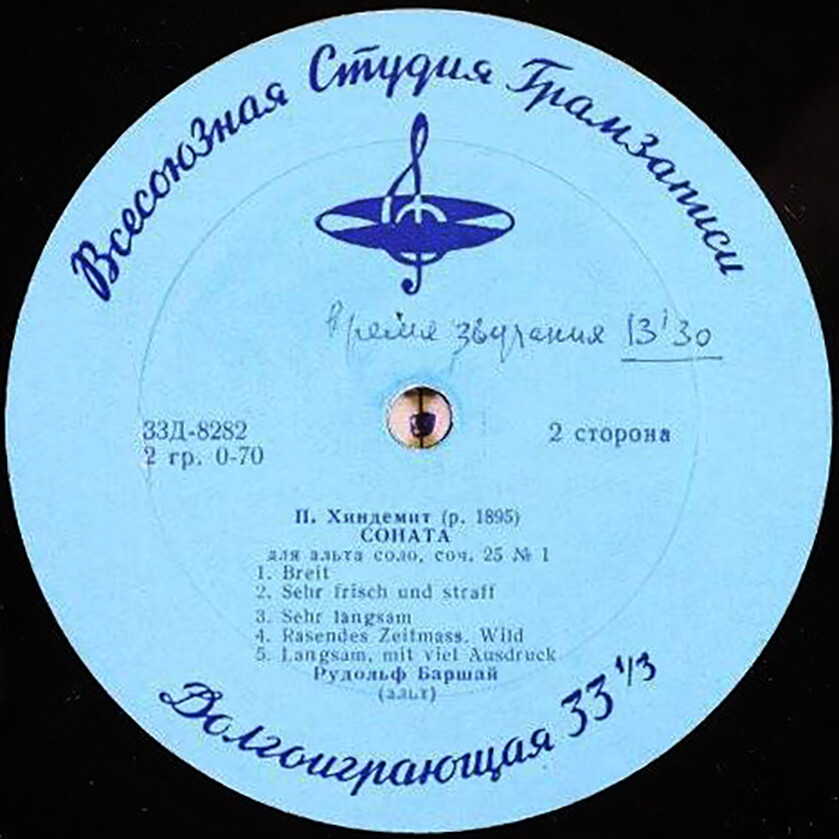 Всесоюзная Студия Грамзаписи
время звучания 13'30
33Д-8282
2 гр. 0-70
2 сторона
П. Хиндемит (р. 1895)
СОНАТА
для альта соло, соч. 25 № 1
1. Breit
2. Sehr frisch und straff
3. Sehr langsam
4. Rasendes Zeitmass. Wild
5. Langsam, mit viel Ausdruck
Рудольф Баршай
(альт)
Долгоиграющая 33 1/3